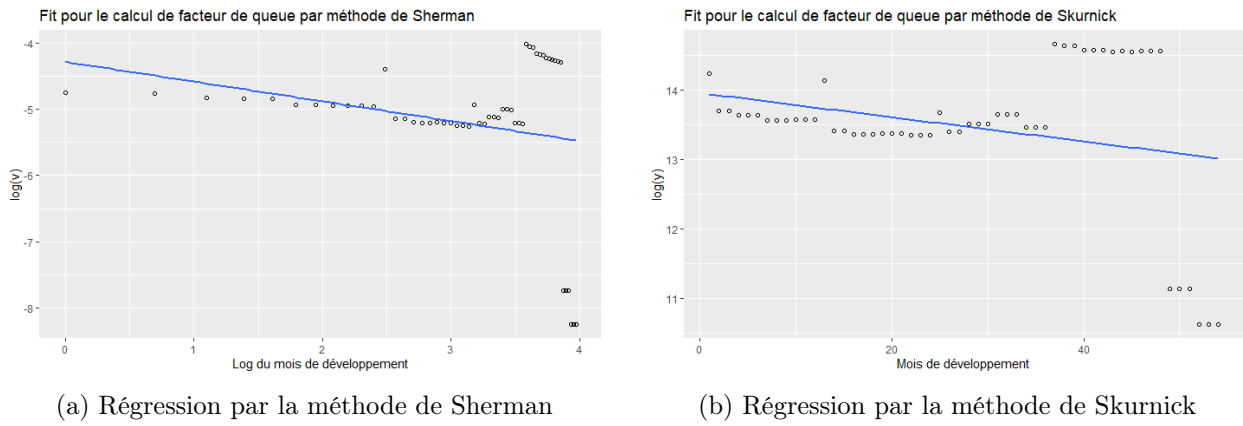 Fit pour le calcul de facteur de queue par méthode de Sherman
-4
-5
-6
-7
-8
log(v)
0
1
2
3
4
Log du mois de développement
(a) Régression par la méthode de Sherman
Fit pour le calcul de facteur de queue par méthode de Skurnick
14
13
12
11
log(y)
0
20
40
Mois de développement
(b) Régression par la méthode de Skurnick